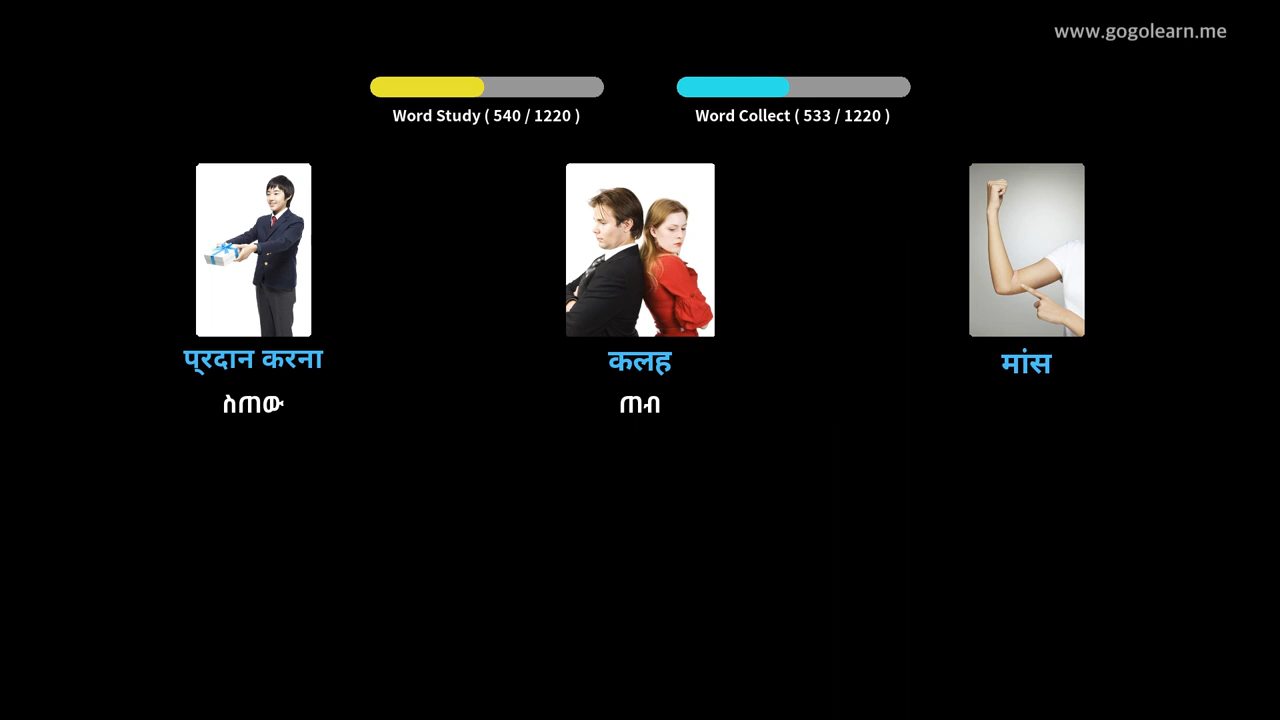 www.gogolearn.me
Word Study ( 540 / 1220 )
Word Collect ( 533 / 1220 )
प्रदान करना
कलह
मांस
ስጠው
ጠብ